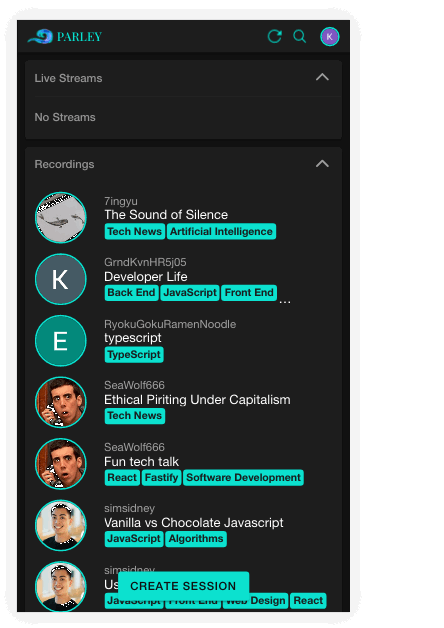 PARLEY
K
Live Streams
No Streams
Recordings
7ingyu
The Sound of Silence
Tech News Artificial Intelligence
K
GrndKvnHR5j05
Developer Life
Back End JavaScript Front End ...
E
RyokuGokuRamenNoodle
typescript
TypeScript
SeaWolf666
Ethical Piriting Under Capitalism
Tech News
SeaWolf666
Fun tech talk
React Fastify Software Development
simsidney
Vanilla vs Chocolate Javascript
JavaScript Algorithms
simsidney
CREATE SESSION
JavaScript Front End Web Design React